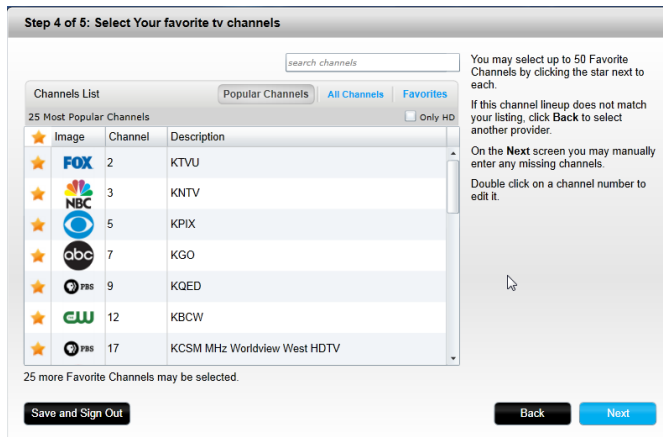 Step 4 of 5: Select Your favorite tv channels
search channels
Channels List
Popular Channels
All Channels
Favorites
25 Most Popular Channels
Only HD
Image Channel Description
FOX 2 KTVU
NBC 3 KNTV
5 KPIX
abc 7 KGO
PBS 9 KQED
CW 12 KBCW
PBS 17 KCSM MHz Worldview West HDTV
25 more Favorite Channels may be selected.
You may select up to 50 Favorite
Channels by clicking the star next to
each.
If this channel lineup does not match
your listing, click Back to select
another provider.
On the Next screen you may manually
enter any missing channels.
Double click on a channel number to
edit it.
Save and Sign Out
Back
Next